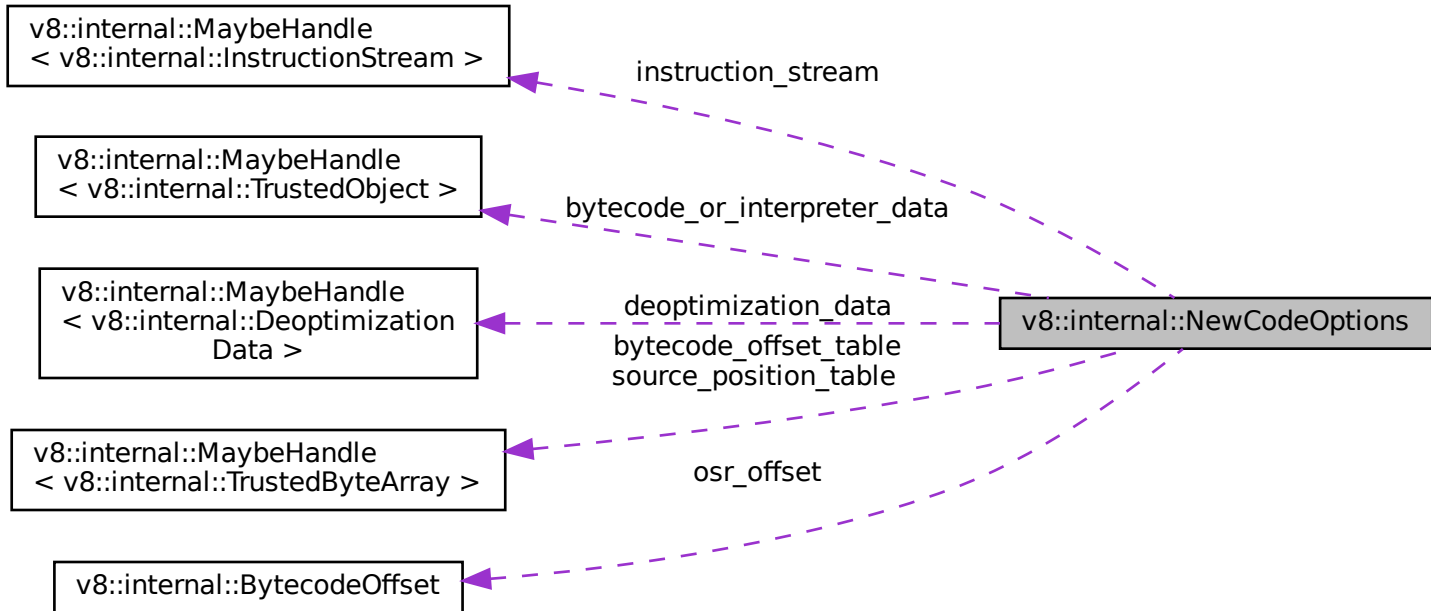 v8::internal::MaybeHandle
< v8::internal::InstructionStream >
instruction_stream
v8::internal::MaybeHandle
< v8::internal::TrustedObject >
bytecode_or_interpreter_data
v8::internal::MaybeHandle
< v8::internal::Deoptimization
Data >
deoptimization_data
v8::internal::NewCodeOptions
bytecode_offset_table
source_position_table
v8::internal::MaybeHandle
< v8::internal::TrustedByteArray >
osr_offset
v8::internal::BytecodeOffset